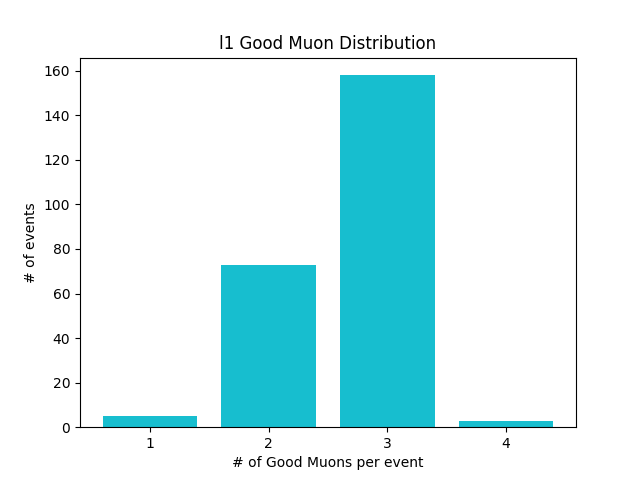 l1 Good Muon Distribution
# of events
160
140
120
100
80
60
40
20
0
1 2 3 4
# of Good Muons per event